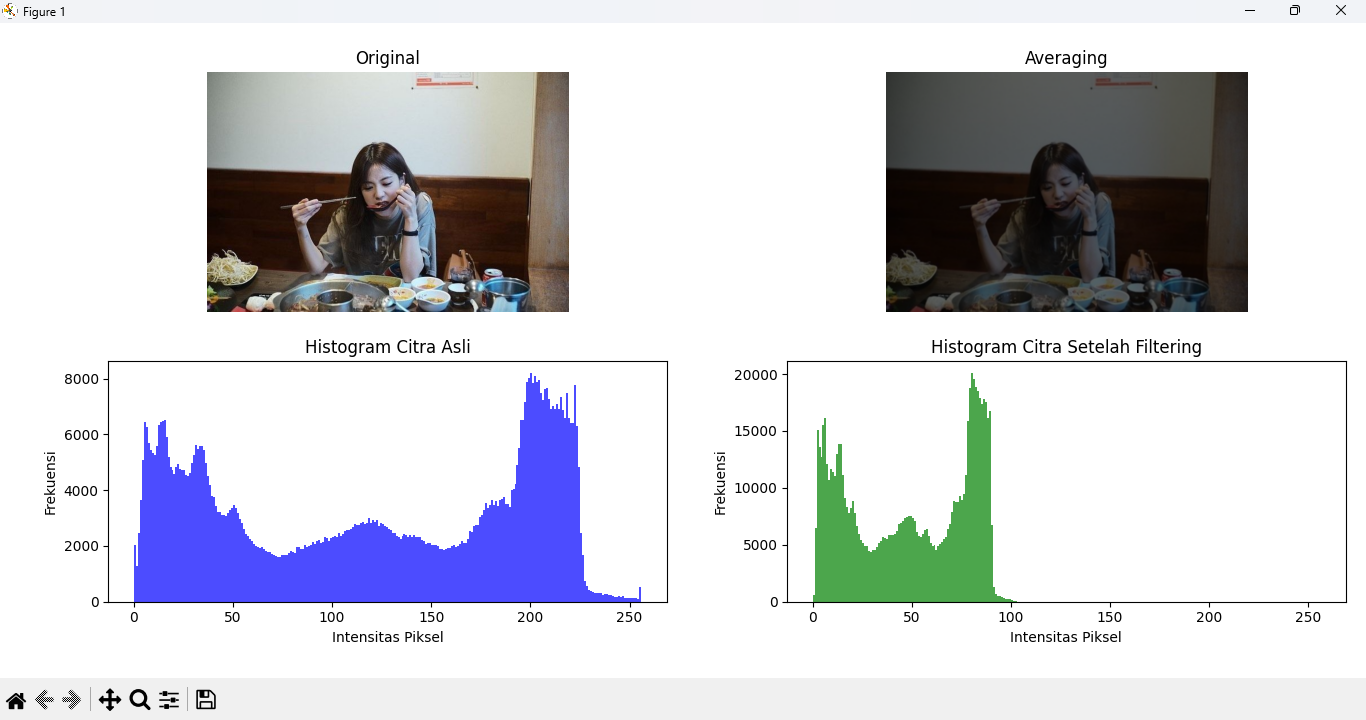 Figure 1
Original
Averaging
Histogram Citra Asli
Histogram Citra Setelah Filtering
Frekuensi
8000
6000
4000
2000
0
0 50 100 150 200 250
Intensitas Piksel
Frekuensi
20000
15000
10000
5000
0
0 50 100 150 200 250
Intensitas Piksel